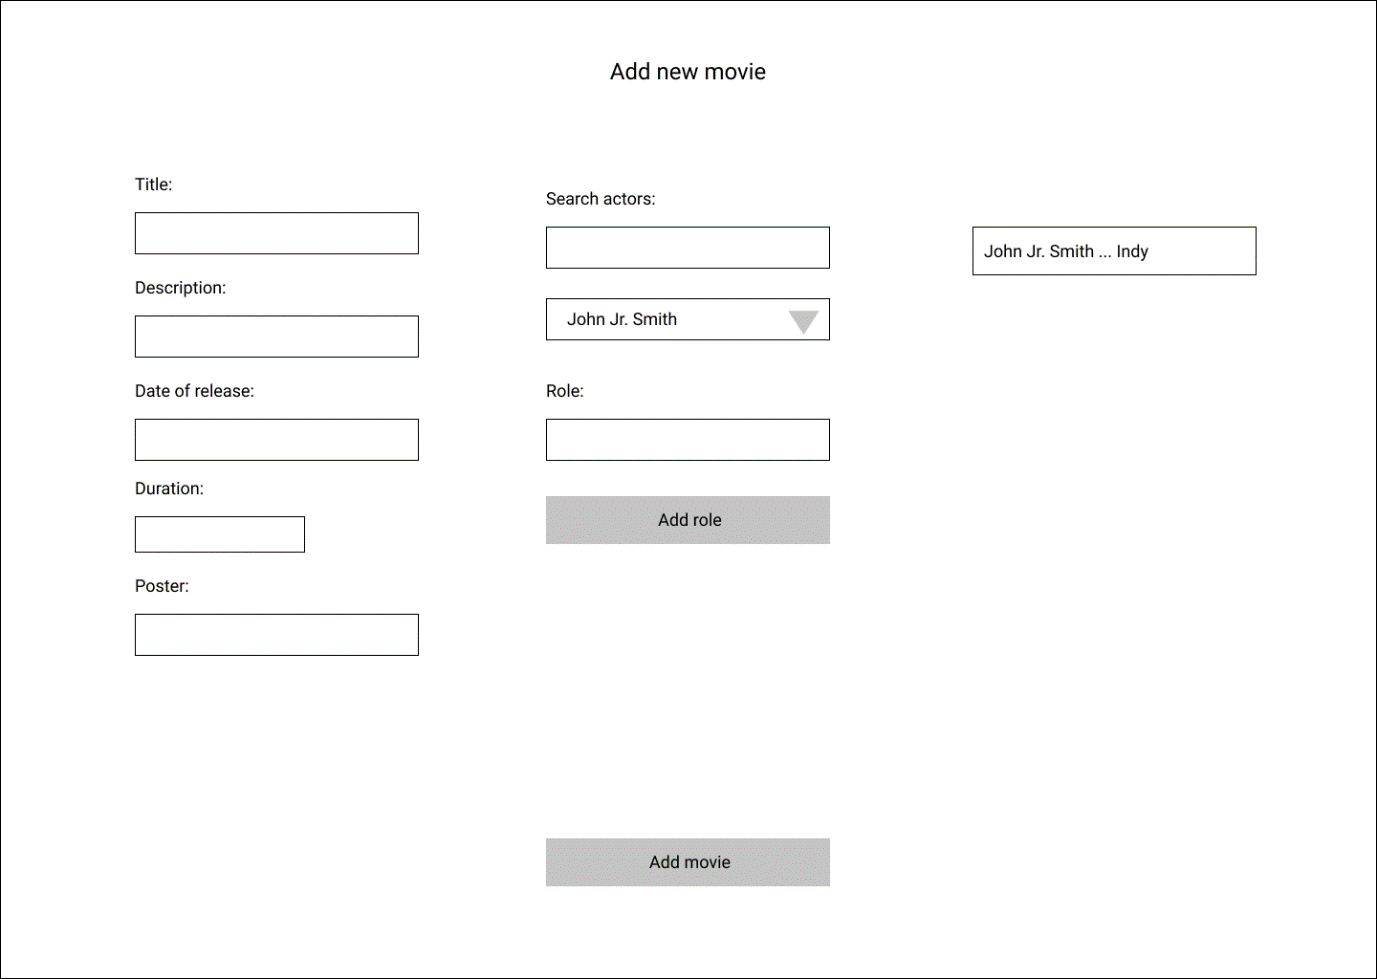 Add new movie
Title:
Description:
Date of release:
Duration:
Poster:
Search actors:
John Jr. Smith
Role:
Add role
John Jr. Smith ... Indy
Add movie